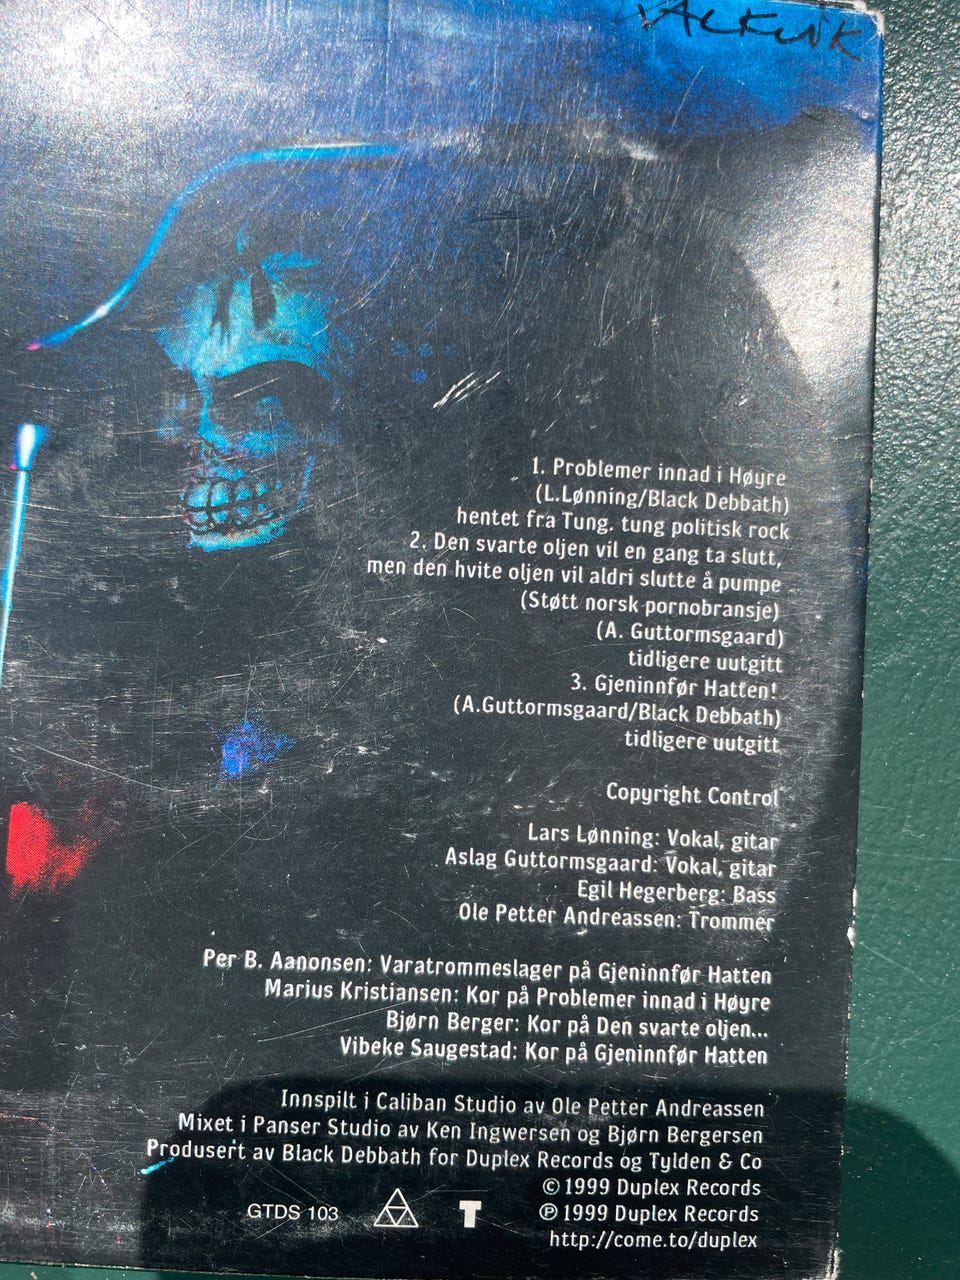 1. Problemer innad i Høyre
(L.Lønning/Black Debbath)
hentet fra Tung. tung politisk rock
2. Den svarte oljen vil en gang ta slutt,
men den hvite oljen vil aldri slutte å pumpe
(Støtt norsk pornobransje)
(A. Guttormsgaard)
tidligere uutgitt
3. Gjeninnfør Hatten!
(A.Guttormsgaard/Black Debbath)
tidligere uutgitt
Copyright Control
Lars Lønning: Vokal, gitar
Aslag Guttormsgaard: Vokal, gitar
Egil Hegerberg: Bass
Ole Petter Andreassen: Trommer
Per B. Aanonsen: Varatrommeslager på Gjeninnfør Hatten
Marius Kristiansen: Kor på Problemer innad i Høyre
Bjørn Berger: Kor på Den svarte oljen...
Vibeke Saugestad: Kor på Gjeninnfør Hatten
Innspilt i Caliban Studio av Ole Petter Andreassen
Mixet i Panser Studio av Ken Ingwersen og Bjørn Bergersen
Produsert av Black Debbath for Duplex Records og Tylden & Co
© 1999 Duplex Records
GTDS 103 T ℗ 1999 Duplex Records
http://come.to/duplex